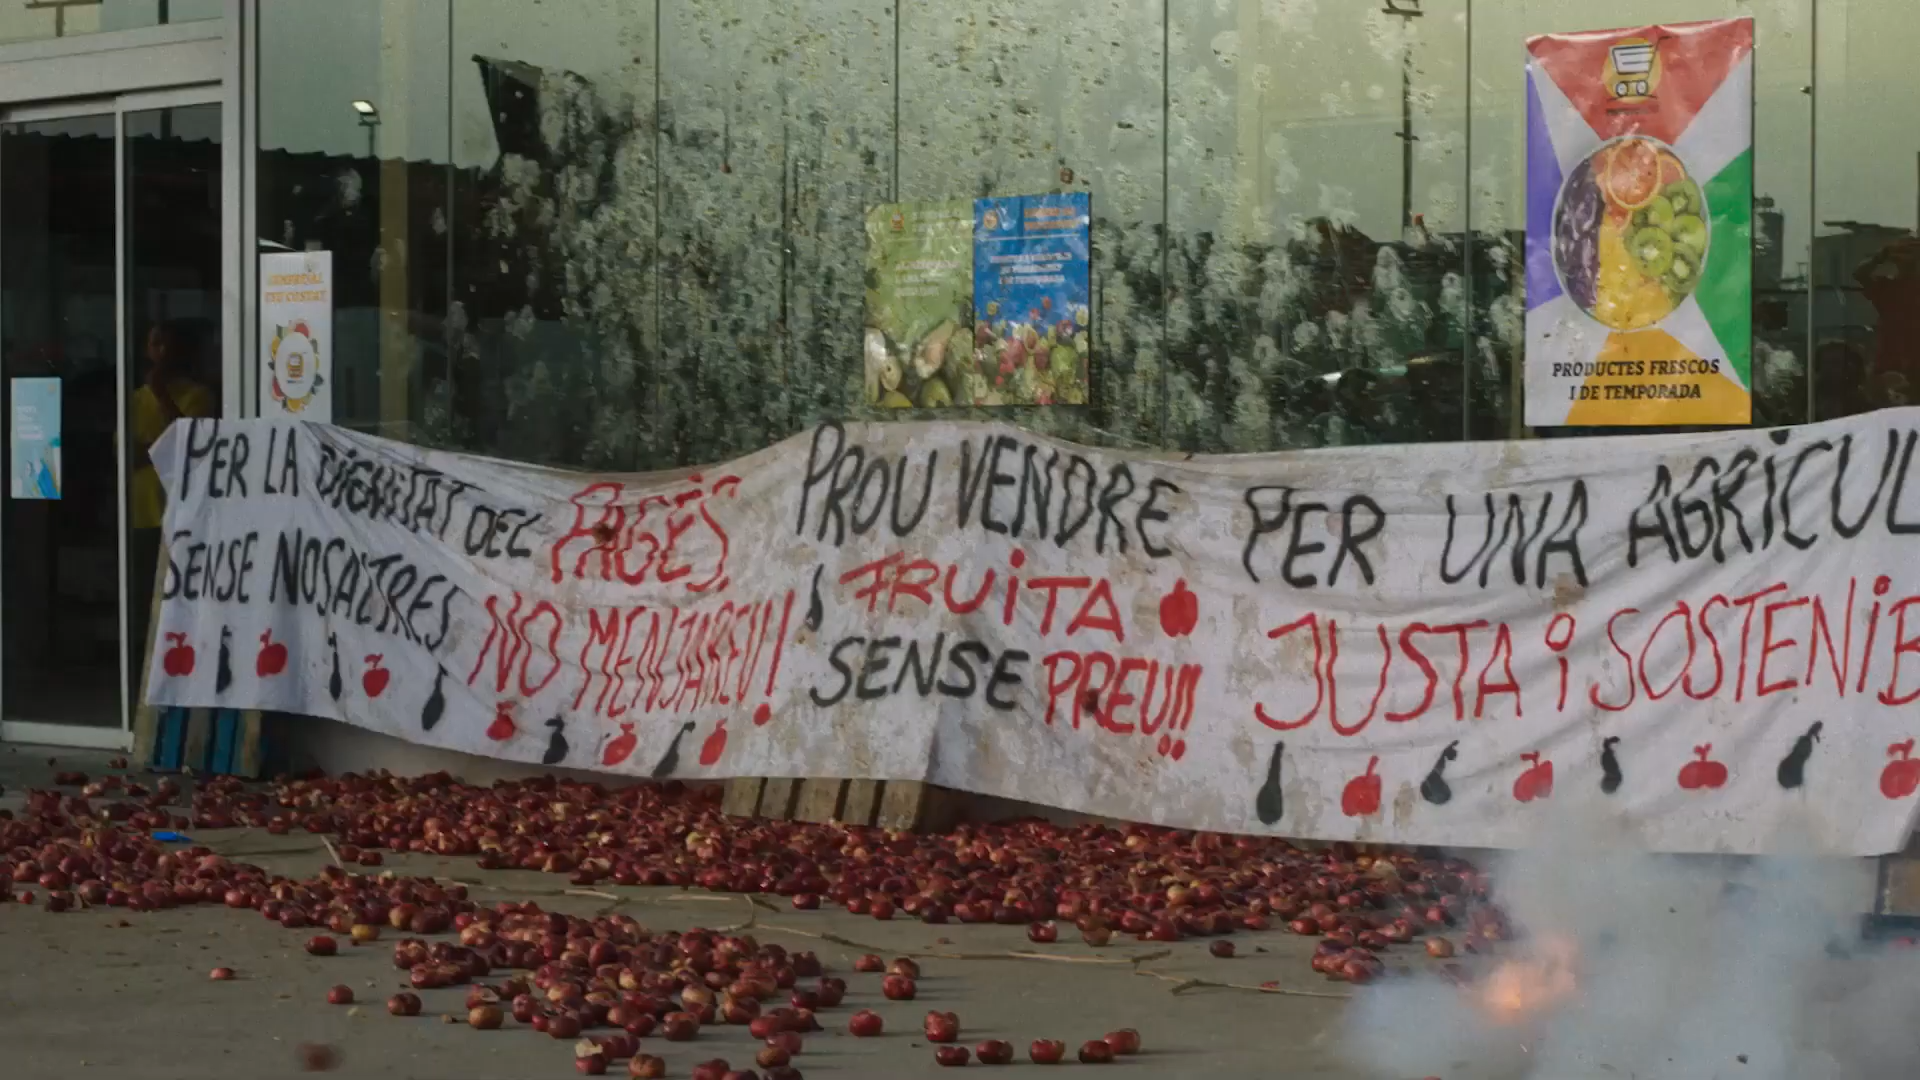 COMERCIAL
PRODUCTES FRESCOS
I DE TEMPORADA
PER LA DIGNITAT DEL PAGÈS
SENSE NOSALTRES NO MENJAREU!
PROU VENDRE
FRUITA
SENSE PREU!!
PER UNA AGRICUL
JUSTA i SOSTENIB